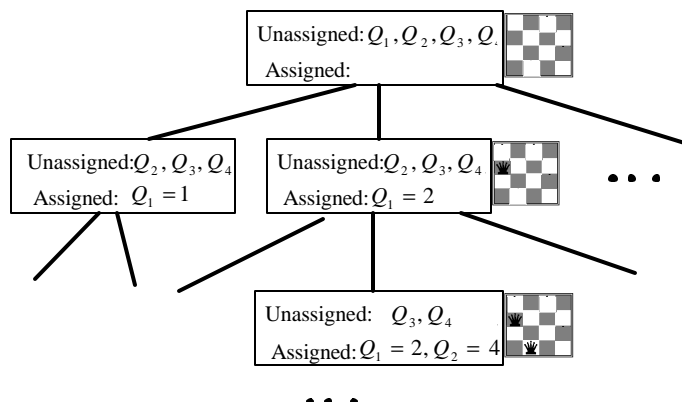 Unassigned: Q₁, Q₂, Q₃, Q
Assigned:
Unassigned: Q₂, Q₃, Q₄
Assigned: Q₁ = 1
Unassigned: Q₂, Q₃, Q₄
Assigned: Q₁ = 2
• • •
Unassigned: Q₃, Q₄
Assigned: Q₁ = 2, Q₂ = 4
• • •